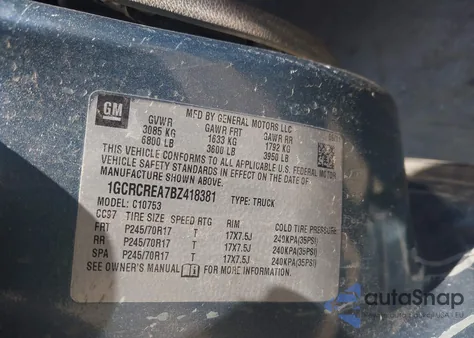 GM
MFD BY GENERAL MOTORS LLC
GVWR GAWR FRT GAWR RR
3085 KG 1633 KG 1792 KG
6800 LB 3600 LB 3950 LB
THIS VEHICLE CONFORMS TO ALL APPLICABLE U.S. FEDERAL MOTOR
VEHICLE SAFETY STANDARDS IN EFFECT ON THE DATE OF
MANUFACTURE SHOWN ABOVE.
1GCRCREA7BZ418381 TYPE: TRUCK
MODEL: C10753
CC37 TIRE SIZE SPEED RTG RIM COLD TIRE PRESSURE
FRT P245/70R17 T 17X7.5J 240KPA(35PSI)
RR P245/70R17 T 17X7.5J 240KPA(35PSI)
SPA P245/70R17 T 17X7.5J 240KPA(35PSI)
SEE OWNER'S MANUAL FOR MORE INFORMATION.
autoSnap